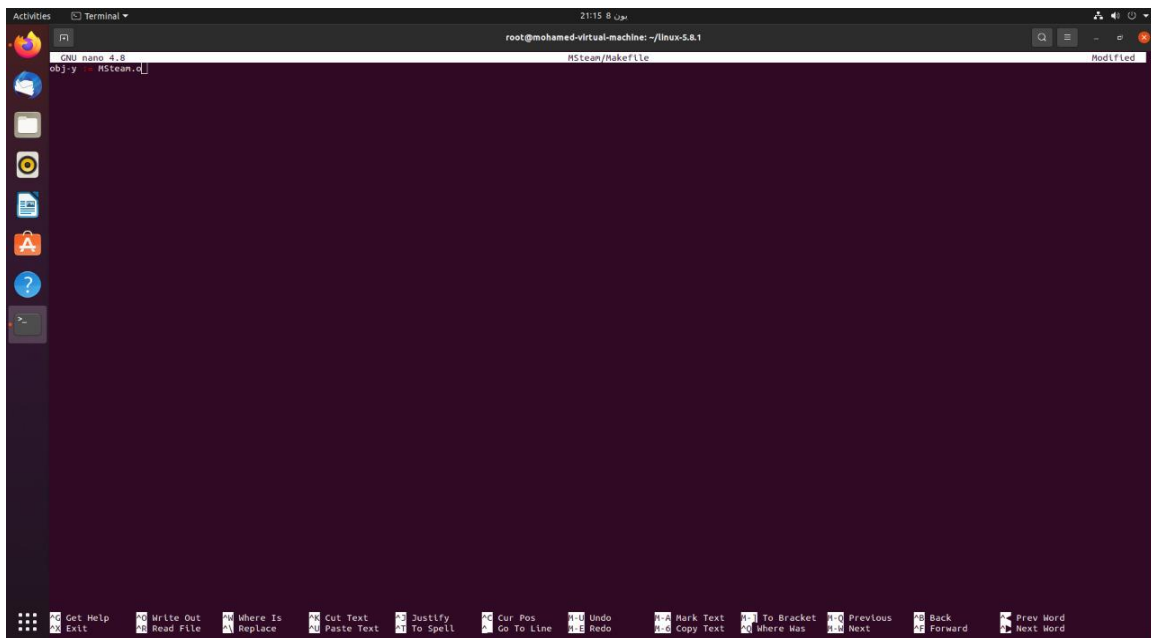 Activities Terminal 21:15 8 يون
root@mohamed-virtual-machine: ~/linux-5.8.1
GNU nano 4.8 MSteam/Makefile Modified
obj-y := MSteam.o
^G Get Help ^O Write Out ^W Where Is ^K Cut Text ^J Justify ^C Cur Pos M-U Undo M-A Mark Text M-] To Bracket M-Q Previous ^B Back ^◀ Prev Word
^X Exit ^R Read File ^\ Replace ^U Paste Text ^T To Spell ^_ Go To Line M-E Redo M-6 Copy Text ^Q Where Was M-W Next ^F Forward ^▶ Next Word